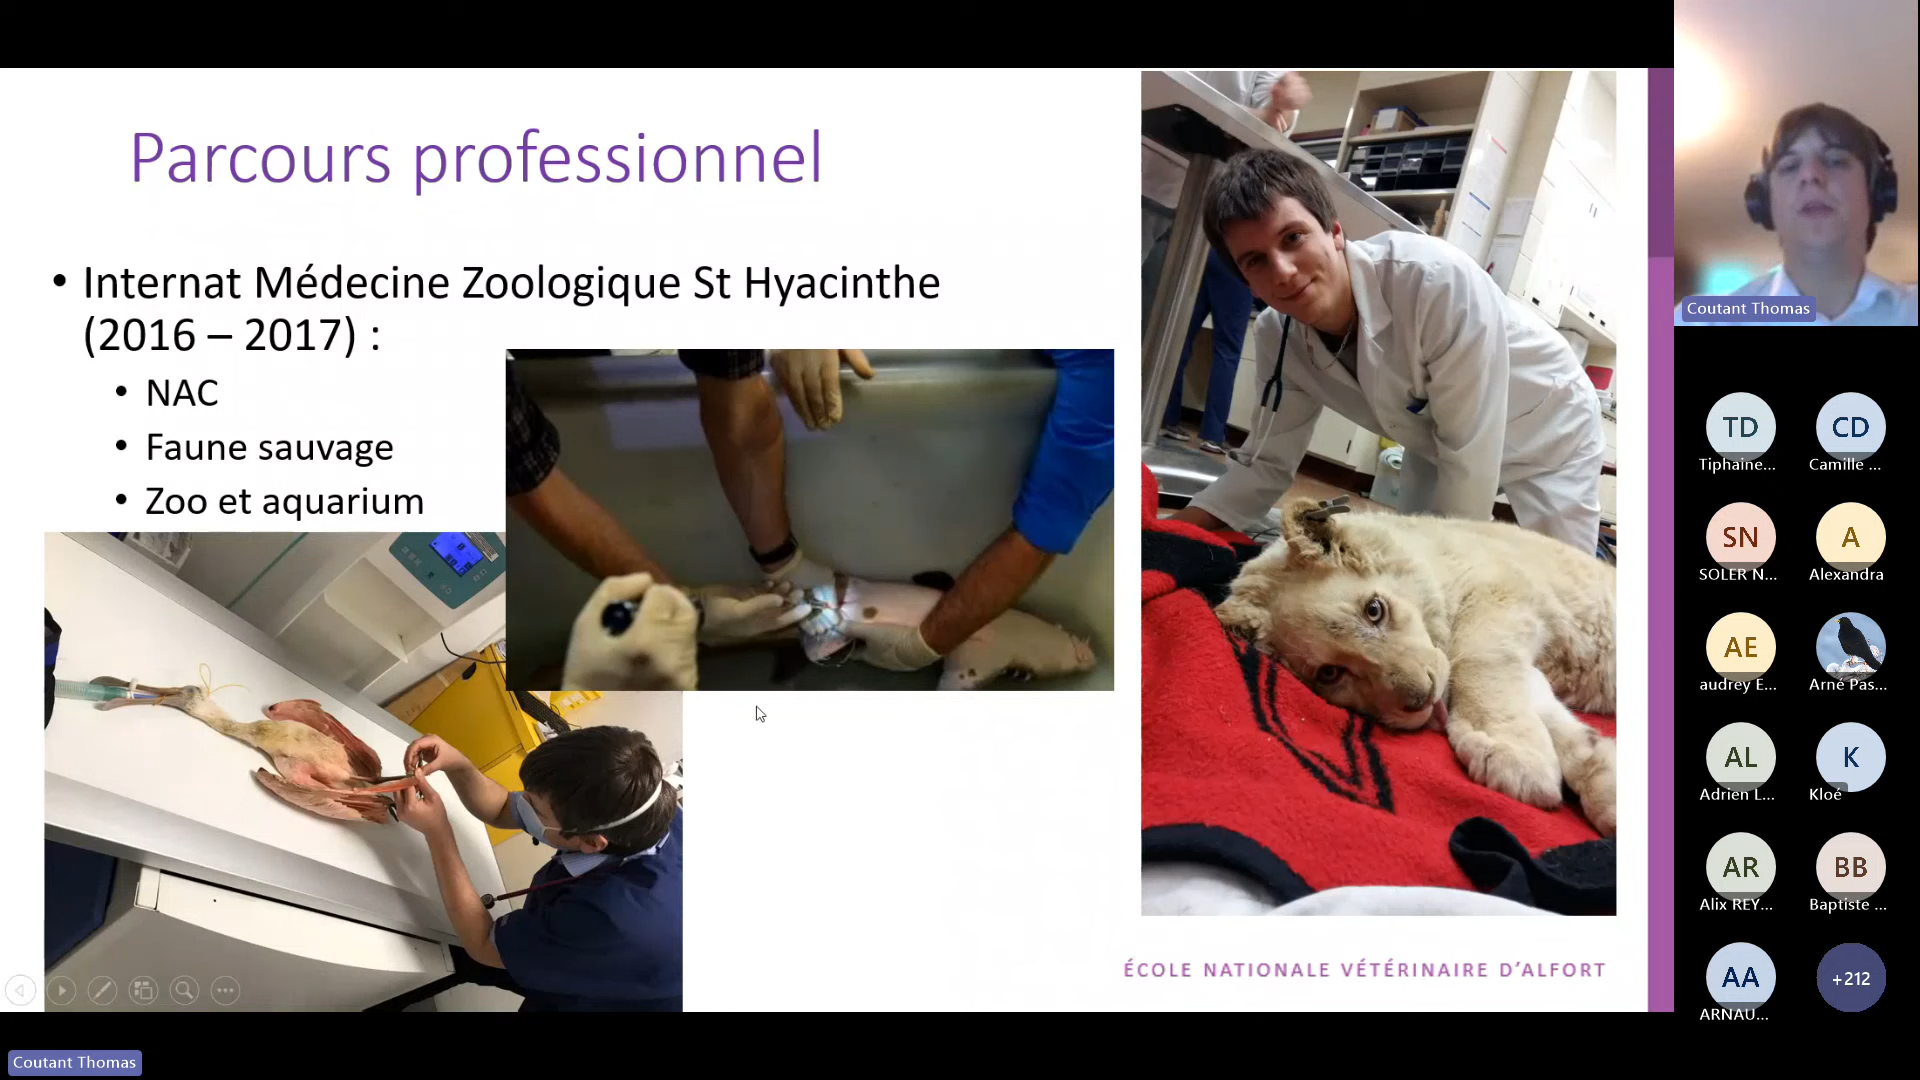 Parcours professionnel
• Internat Médecine Zoologique St Hyacinthe
(2016 – 2017) :
• NAC
• Faune sauvage
• Zoo et aquarium
ÉCOLE NATIONALE VÉTÉRINAIRE D'ALFORT
Coutant Thomas
Coutant Thomas
TD
Tiphaine...
CD
Camille ...
SN
SOLER N...
A
Alexandra
AE
audrey E...
Arné Pas...
AL
Adrien L...
K
Kloé
AR
Alix REY...
BB
Baptiste ...
AA
ARNAU...
+212